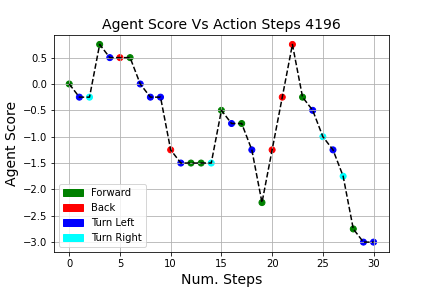 Agent Score Vs Action Steps 4196
Agent Score
0.5
0.0
−0.5
−1.0
−1.5
−2.0
−2.5
−3.0
Forward
Back
Turn Left
Turn Right
0 5 10 15 20 25 30
Num. Steps